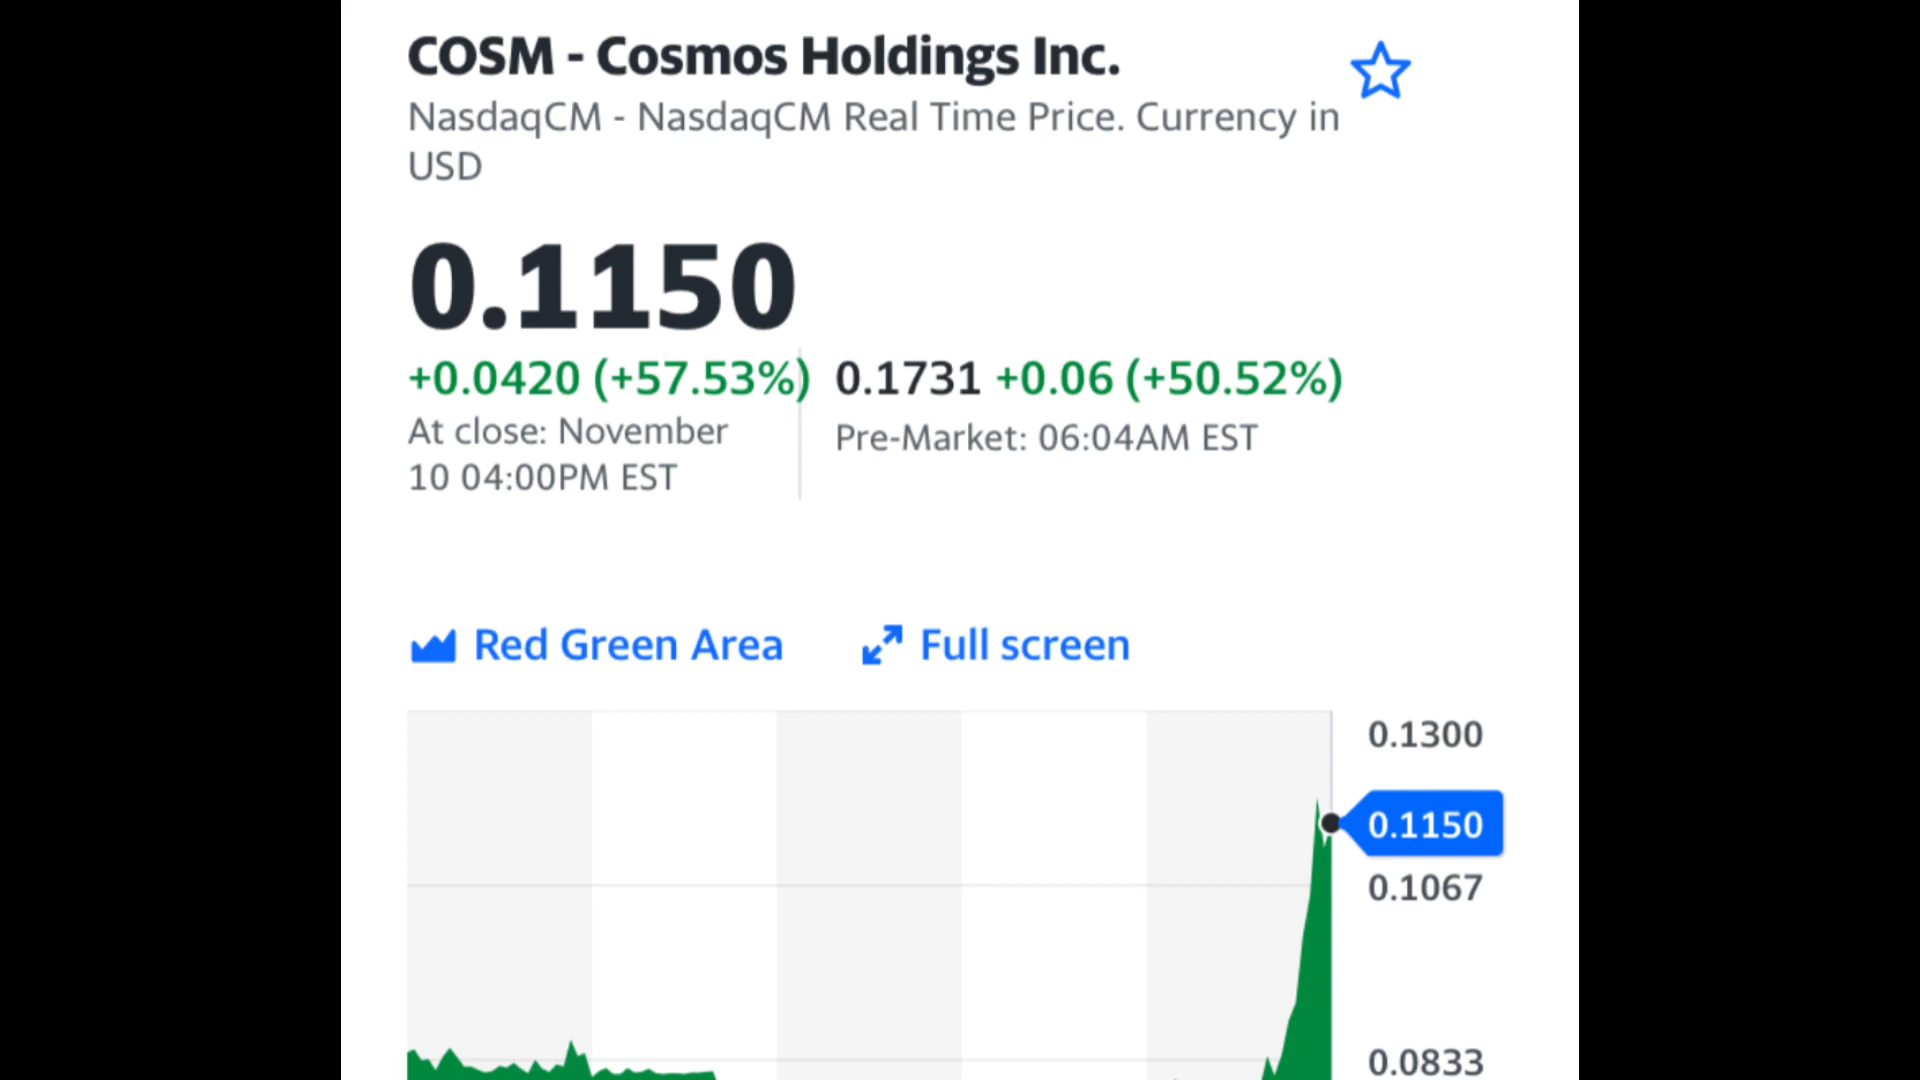 COSM - Cosmos Holdings Inc.
NasdaqCM - NasdaqCM Real Time Price. Currency in
USD
0.1150
+0.0420 (+57.53%)
At close: November
10 04:00PM EST
0.1731 +0.06 (+50.52%)
Pre-Market: 06:04AM EST
Red Green Area
Full screen
0.1300
0.1150
0.1067
0.0833